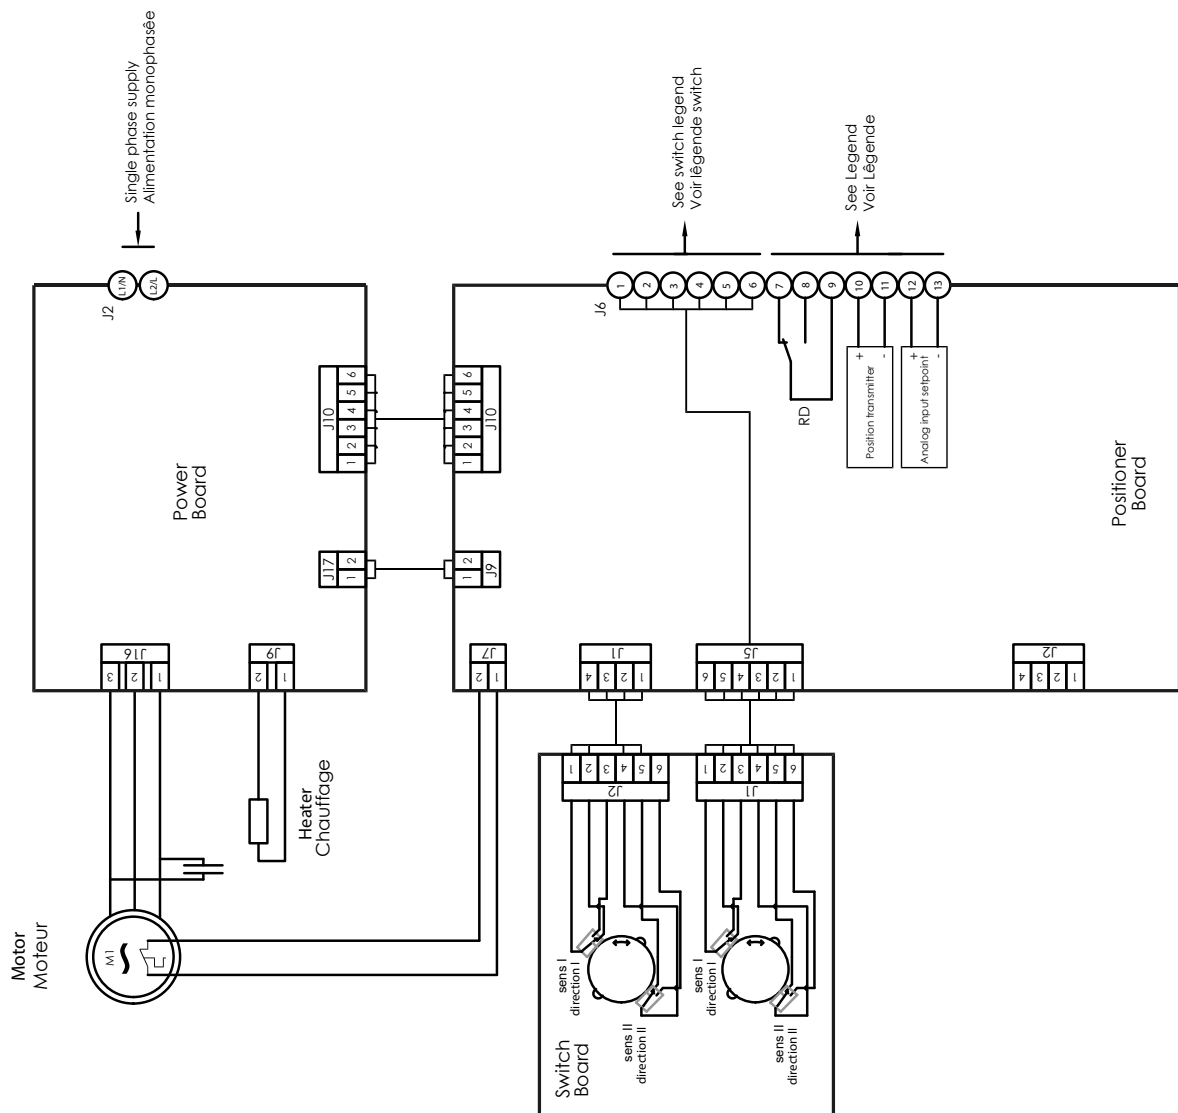 Single phase supply
Alimentation monophasêe
L1/N
L2/L
J2
Power
Board
J10
1 2 3 4 5 6
J17
1 2
J16
3 2 1
J9
2 1
Motor
Moteur
M1
Heater
Chauffage
See switch legend
Voir lêgende switch
See Legend
Voir Lêgende
J6
1
2
3
4
5
6
7
8
9
10
11
12
13
RD
Position transmitter
+
-
Analog input setpoint
+
-
Positioner
Board
J10
1 2 3 4 5 6
J9
1 2
J7
2 1
J1
4 3 2 1
J5
6 5 4 3 2 1
J2
4 3 2 1
Switch
Board
J2
1 2 3 4 5 6
J1
1 2 3 4 5 6
sens I
direction I
sens II
direction II
sens I
direction I
sens II
direction II